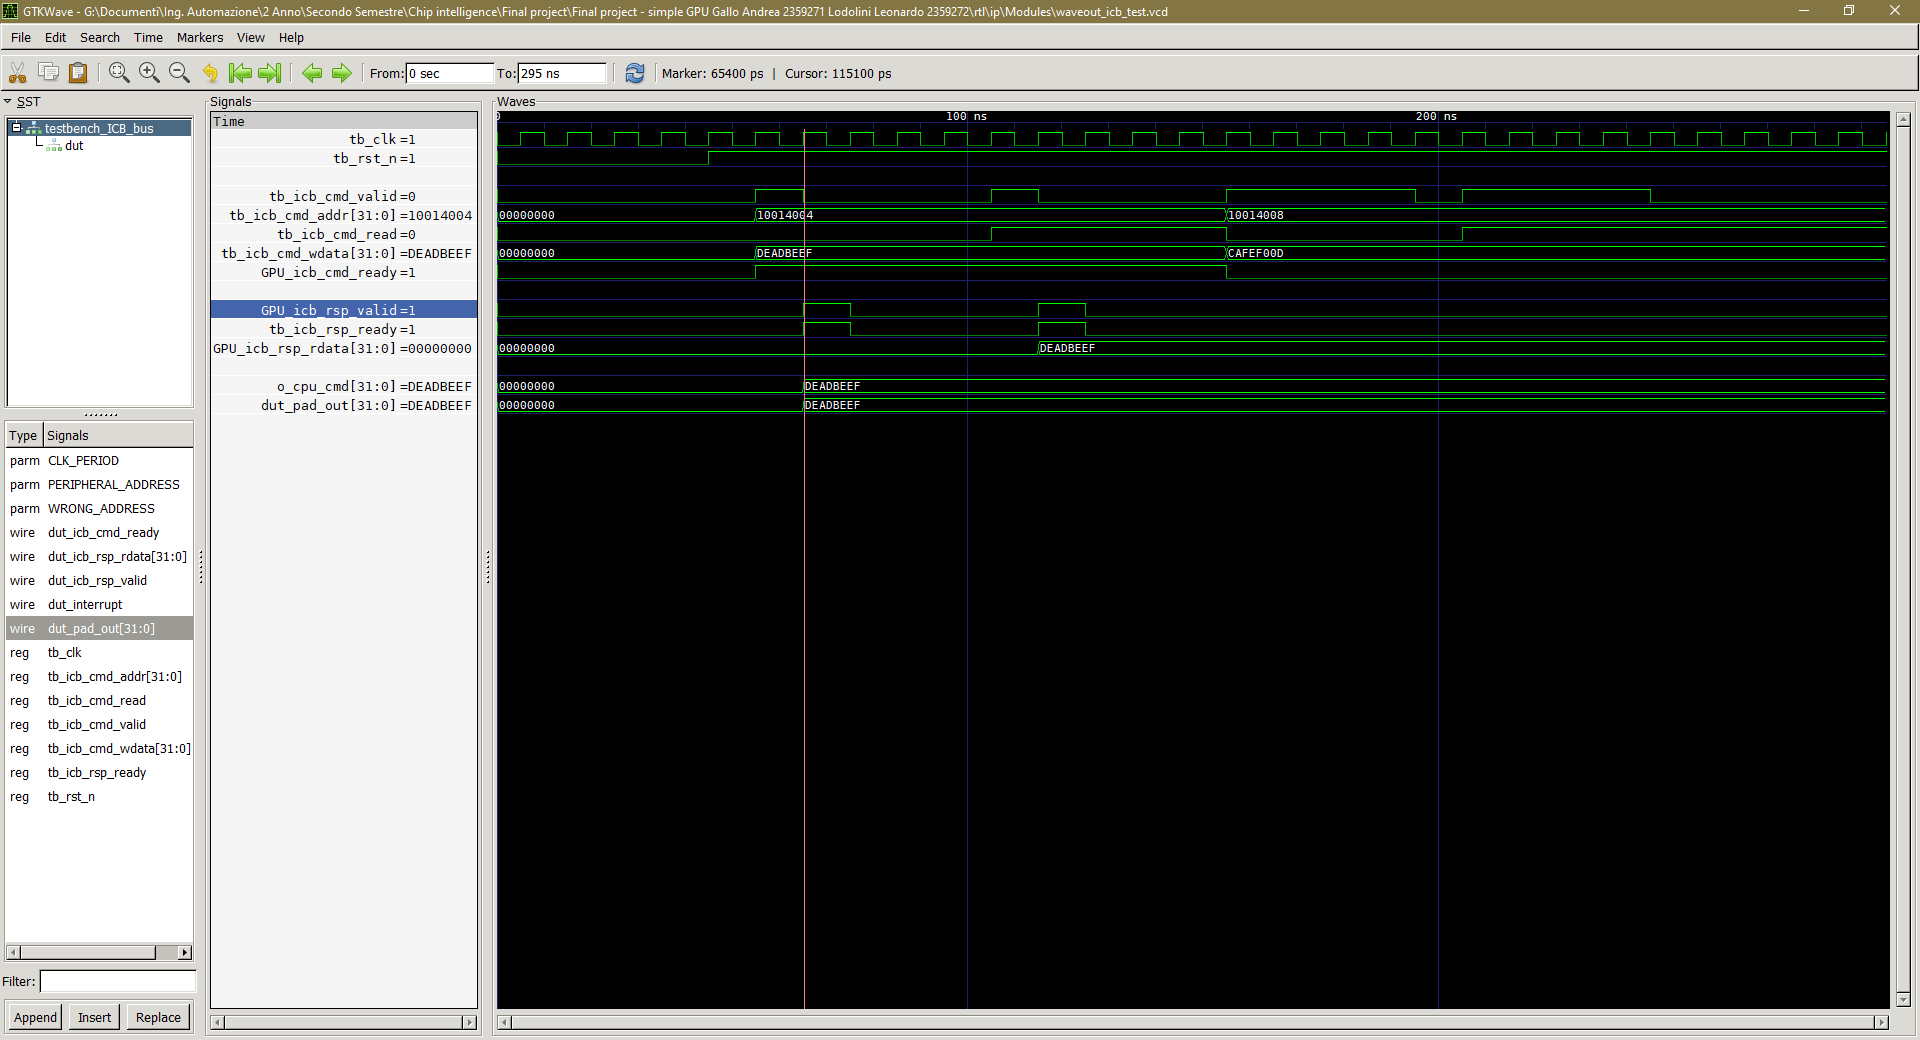 GTKWave - G:\Documenti\Ing. Automazione\2 Anno\Secondo Semestre\Chip intelligence\Final project\Final project - simple GPU Gallo Andrea 2359271 Lodolini Leonardo 2359272\rtl\ip\Modules\waveout_icb_test.vcd
File Edit Search Time Markers View Help
From: 0 sec To: 295 ns Marker: 65400 ps | Cursor: 115100 ps
SST
testbench_ICB_bus
dut
Type Signals
parm CLK_PERIOD
parm PERIPHERAL_ADDRESS
parm WRONG_ADDRESS
wire dut_icb_cmd_ready
wire dut_icb_rsp_rdata[31:0]
wire dut_icb_rsp_valid
wire dut_interrupt
wire dut_pad_out[31:0]
reg tb_clk
reg tb_icb_cmd_addr[31:0]
reg tb_icb_cmd_read
reg tb_icb_cmd_valid
reg tb_icb_cmd_wdata[31:0]
reg tb_icb_rsp_ready
reg tb_rst_n
Filter:
Append Insert Replace
Signals
Time
tb_clk =1
tb_rst_n =1
tb_icb_cmd_valid =0
tb_icb_cmd_addr[31:0] =10014004
tb_icb_cmd_read =0
tb_icb_cmd_wdata[31:0] =DEADBEEF
GPU_icb_cmd_ready =1
GPU_icb_rsp_valid =1
tb_icb_rsp_ready =1
GPU_icb_rsp_rdata[31:0] =00000000
o_cpu_cmd[31:0] =DEADBEEF
dut_pad_out[31:0] =DEADBEEF
Waves
0 100 ns 200 ns
00000000 10014004 10014008
00000000 DEADBEEF CAFEF00D
00000000 DEADBEEF
00000000 DEADBEEF
00000000 DEADBEEF